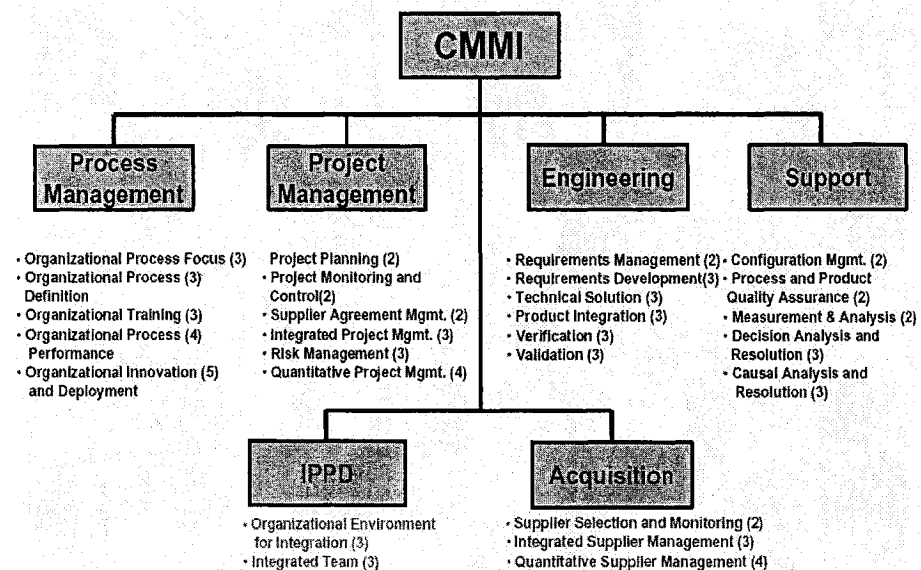 CMMI
Process
Management
Project
Management
Engineering
Support
• Organizational Process Focus (3)
• Organizational Process (3)
Definition
• Organizational Training (3)
• Organizational Process (4)
Performance
• Organizational Innovation (5)
and Deployment
Project Planning (2)
• Project Monitoring and
Control(2)
• Supplier Agreement Mgmt. (2)
• Integrated Project Mgmt. (3)
• Risk Management (3)
• Quantitative Project Mgmt. (4)
• Requirements Management (2)
• Requirements Development(3)
• Technical Solution (3)
• Product Integration (3)
• Verification (3)
• Validation (3)
• Configuration Mgmt. (2)
• Process and Product
Quality Assurance (2)
• Measurement & Analysis (2)
• Decision Analysis and
Resolution (3)
• Causal Analysis and
Resolution (3)
IPPD
• Organizational Environment
for Integration (3)
• Integrated Team (3)
Acquisition
• Supplier Selection and Monitoring (2)
• Integrated Supplier Management (3)
• Quantitative Supplier Management (4)